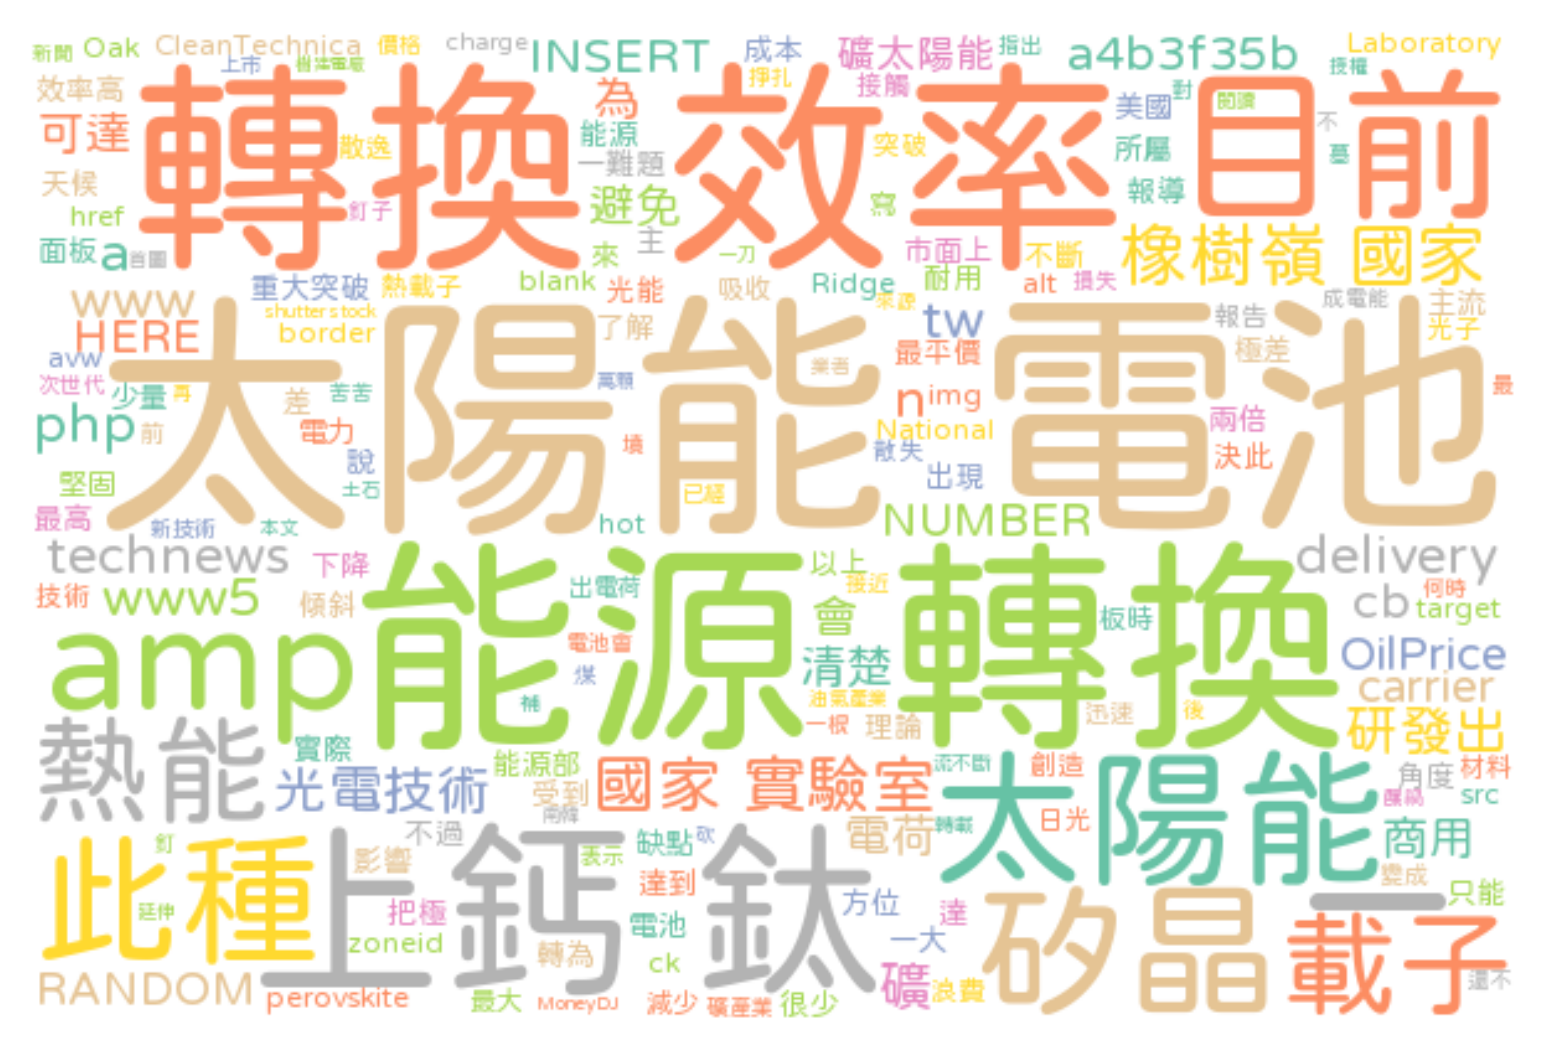 新聞 Oak CleanTechnica 價格 charge INSERT 成本 礦太陽能 指出 a4b3f35b Laboratory
上市 掙扎 接觸 授權
效率高 轉換 效率 目前 為 美國 對 閱讀
可達 散逸 能源 一難題 突破 所屬 不 墓
天候 釘子 避免 寫 報導
href 主 市面上 不斷 橡樹嶺 國家
面板 a 首圖 來 一刀
重大突破 熱載子 blank 光能 吸收 Ridge 耐用 alt 損失
www shutterstock border 了解 來源 成電能 主流
HERE 太陽能 電池 tw 報告 光子
avw 業者 最平價 極差
次世代 少量 再 差 苦苦 萬顆 n img 兩倍 最
php 前 電力 墳 National
說 散失 決此
堅固 土石 已經 出現
最高 新技術 本文 hot NUMBER
technews 下降 出電荷 以上 接近 delivery
技術 www5 傾斜 能源 轉換 會 板時 cb 何時 target
amp 電池會 清楚 OilPrice
煤 油氣產業 carrier
補 一根 理論 迅速 後 研發出
熱能 實際 能源部 流不斷 創造 太陽能 角度 材料
光電技術 受到 國家 實驗室 src
不過 電荷 轉載 日光 商用
此種 釘 影響 上 鈣 鈦 表示 缺點 砍 變成
延伸 把極 達到 方位 達 矽晶 一 只能
zoneid 電池 一大 載子
RANDOM 轉為 ck 礦 浪費 還不
perovskite 最大 MoneyDJ 減少 礦產業 很少